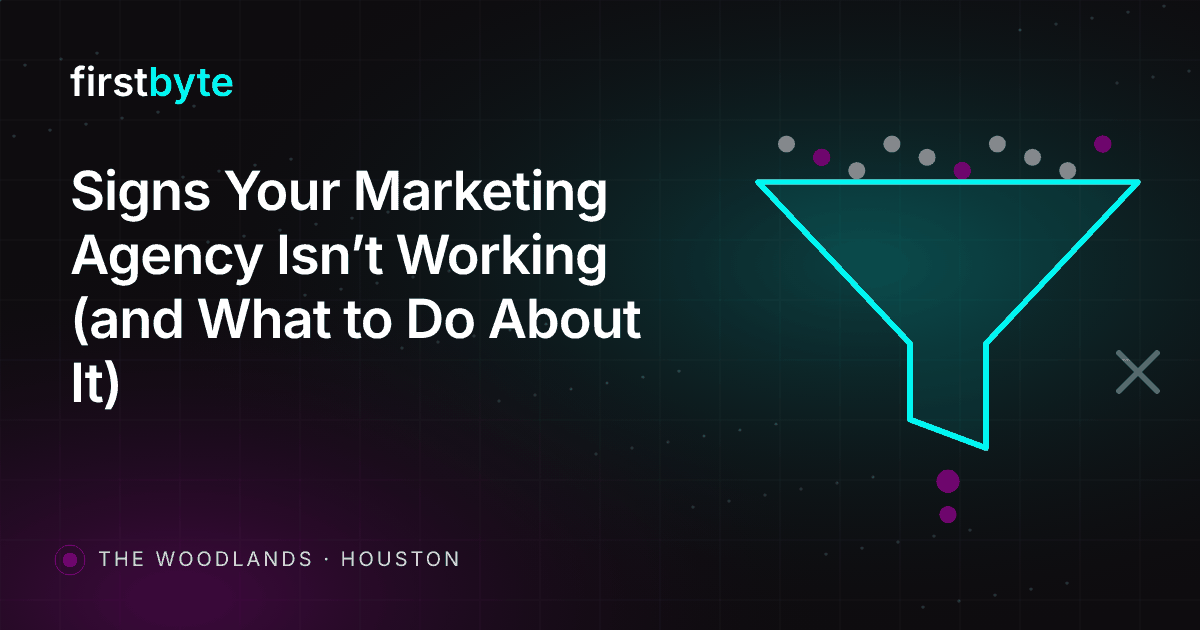 firstbyte
Signs Your Marketing
Agency Isn’t Working
(and What to Do About
It)
THE WOODLANDS · HOUSTON